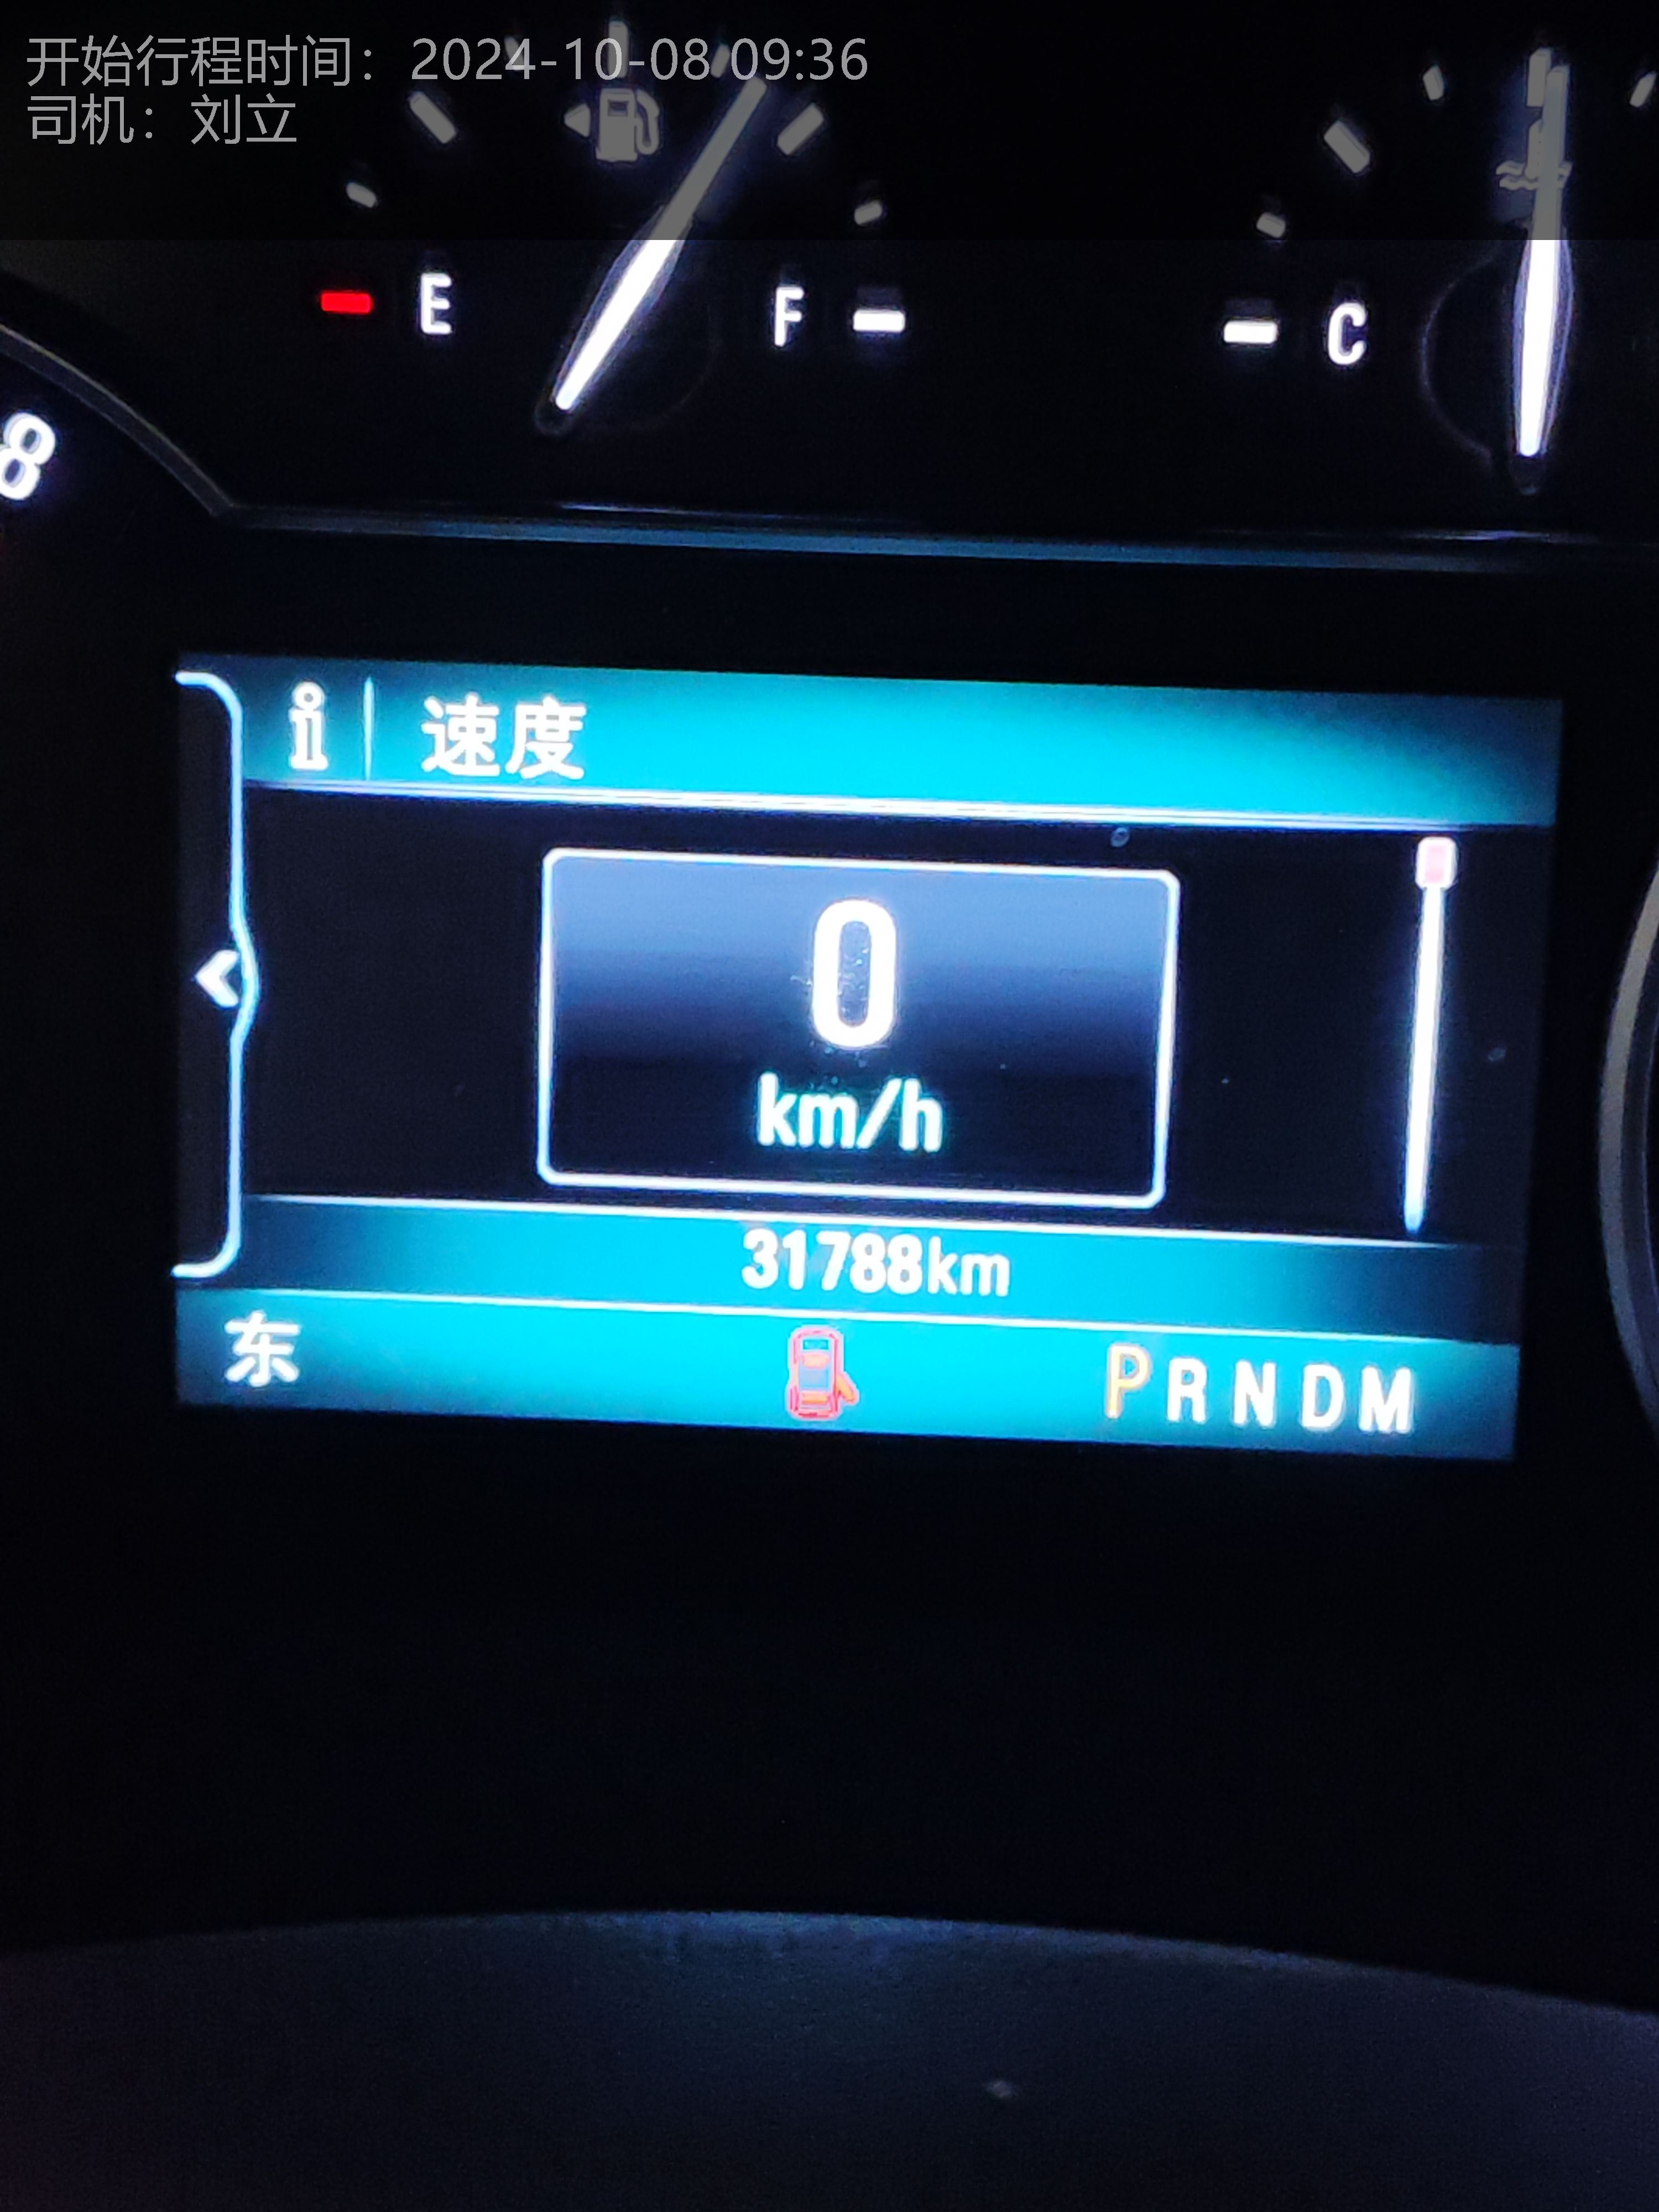 开始行程时间：2024-10-08 09:36
司机：刘立
E F C
8
i 速度
0
km/h
31788km
东 PRNDM